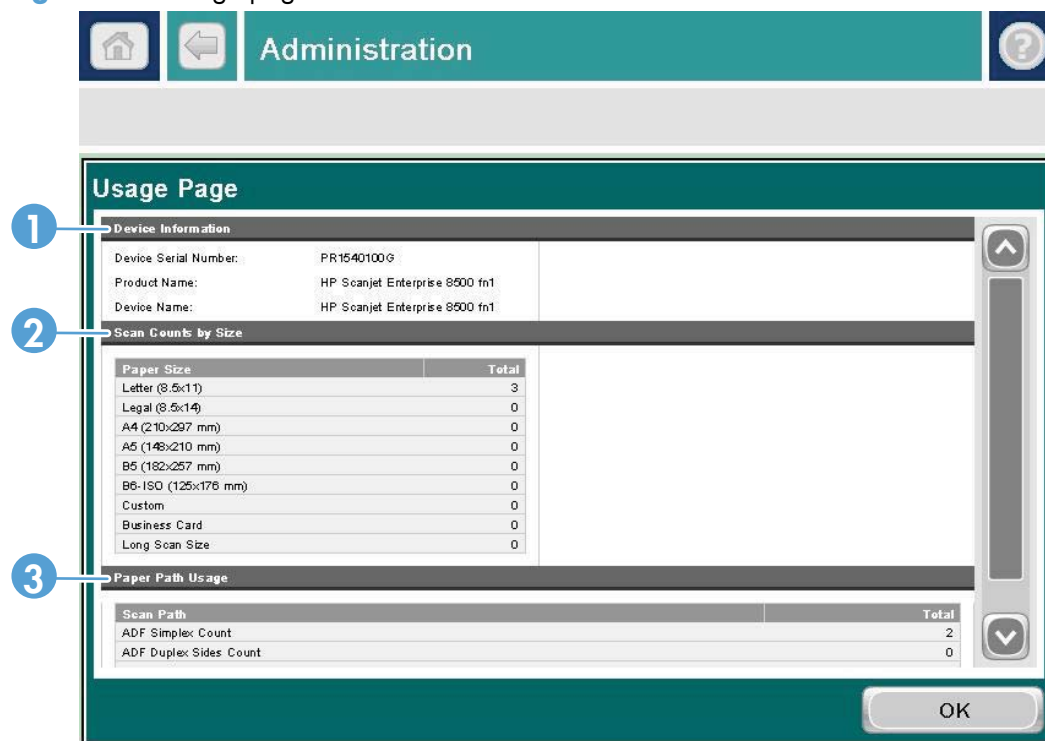 Administration
Usage Page
1
Device Information
Device Serial Number: PR1540100G
Product Name: HP Scanjet Enterprise 8500 fn1
Device Name: HP Scanjet Enterprise 8500 fn1
2
Scan Counts by Size
Paper Size Total
Letter (8.5x11) 3
Legal (8.5x14) 0
A4 (210x297 mm) 0
A5 (148x210 mm) 0
B5 (182x257 mm) 0
B6-ISO (125x176 mm) 0
Custom 0
Business Card 0
Long Scan Size 0
3
Paper Path Usage
Scan Path Total
ADF Simplex Count 2
ADF Duplex Sides Count 0
OK